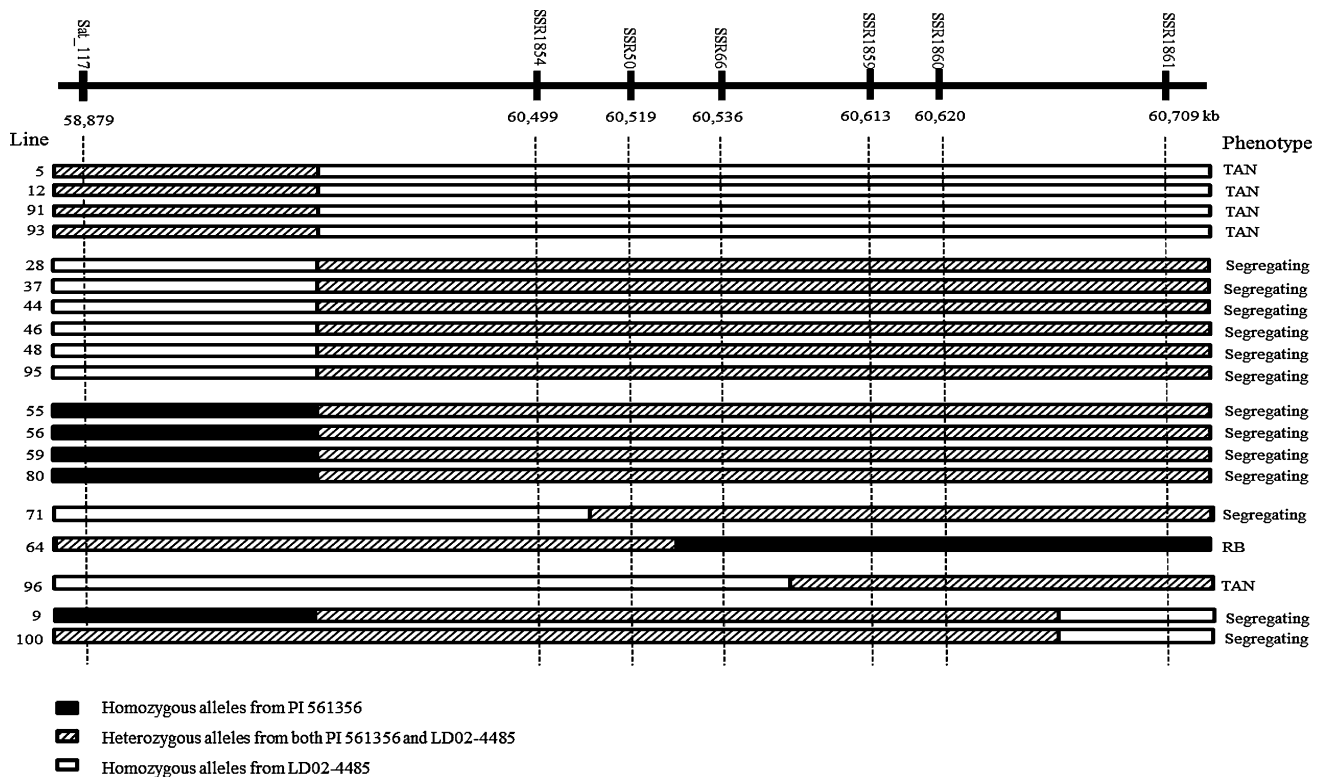 Sat_117 SSR1854 SSR50 SSR66 SSR1859 SSR1860 SSR1861
58,879 60,499 60,519 60,536 60,613 60,620 60,709 kb
Line Phenotype
5 TAN
12 TAN
91 TAN
93 TAN
28 Segregating
37 Segregating
44 Segregating
46 Segregating
48 Segregating
95 Segregating
55 Segregating
56 Segregating
59 Segregating
80 Segregating
71 Segregating
64 RB
96 TAN
9 Segregating
100 Segregating
Homozygous alleles from PI 561356
Heterozygous alleles from both PI 561356 and LD02-4485
Homozygous alleles from LD02-4485